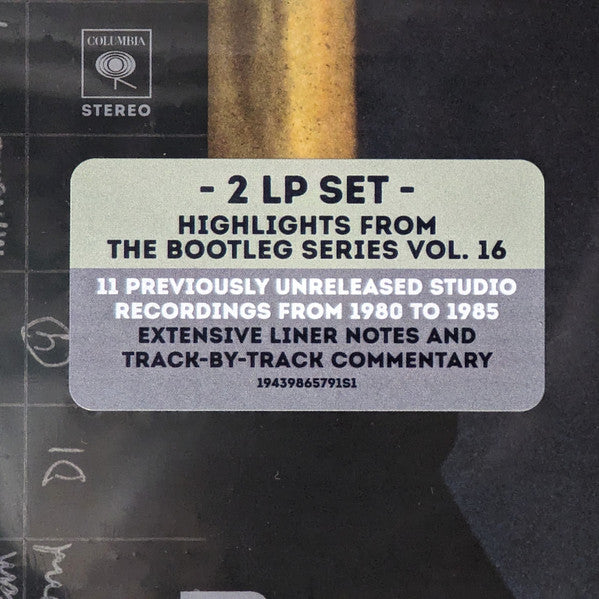 COLUMBIA
STEREO
- 2 LP SET -
HIGHLIGHTS FROM
THE BOOTLEG SERIES VOL. 16
11 PREVIOUSLY UNRELEASED STUDIO
RECORDINGS FROM 1980 TO 1985
EXTENSIVE LINER NOTES AND
TRACK-BY-TRACK COMMENTARY
19439865791S1